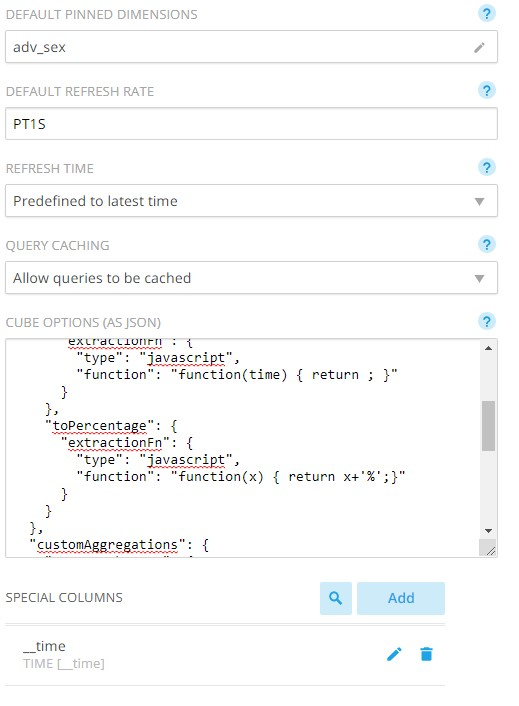 DEFAULT PINNED DIMENSIONS ?
adv_sex
DEFAULT REFRESH RATE ?
PT1S
REFRESH TIME ?
Predefined to latest time
QUERY CACHING ?
Allow queries to be cached
CUBE OPTIONS (AS JSON) ?
"extractionFn": {
"type": "javascript",
"function": "function(time) { return ; }"
}
},
"toPercentage": {
"extractionFn": {
"type": "javascript",
"function": "function(x) { return x+'%';}"
}
}
},
"customAggregations": {
SPECIAL COLUMNS Add
__time
TIME [__time]